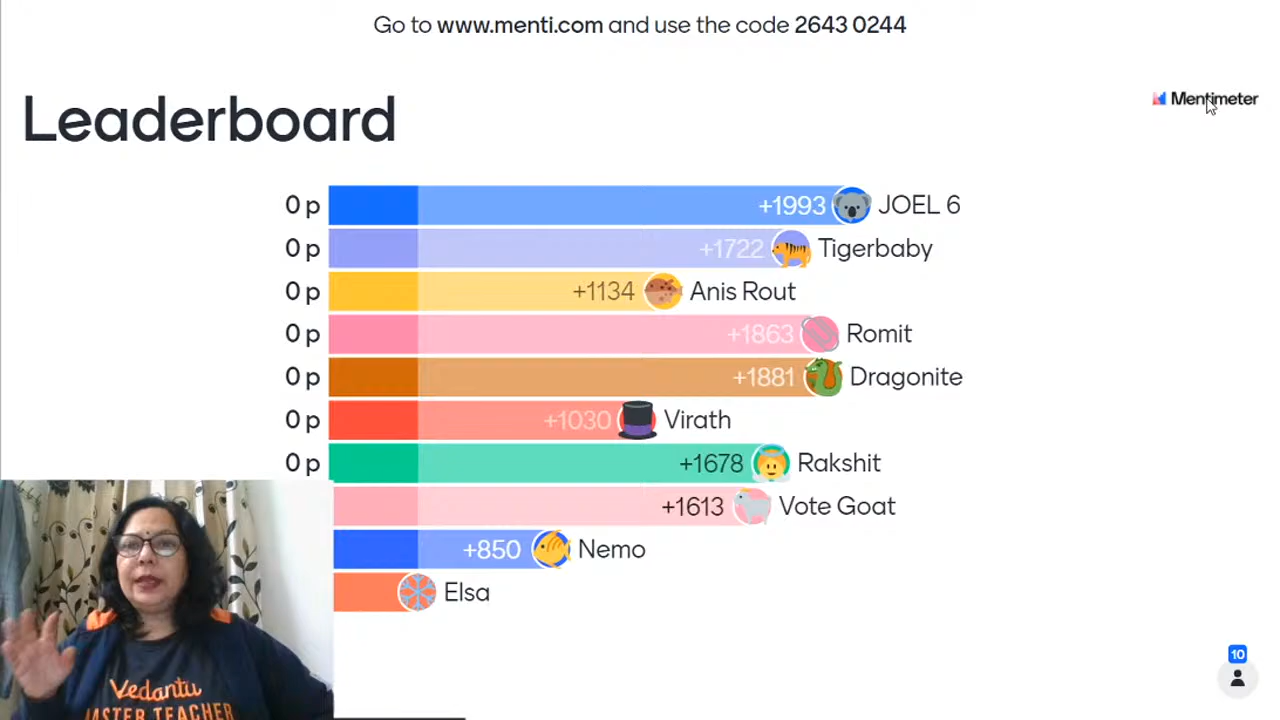 Go to www.menti.com and use the code 2643 0244
Mentimeter
Leaderboard
0 p +1993 JOEL 6
0 p +1722 Tigerbaby
0 p +1134 Anis Rout
0 p +1863 Romit
0 p +1881 Dragonite
0 p +1030 Virath
0 p +1678 Rakshit
+1613 Vote Goat
+850 Nemo
Elsa
10
Vedantu
MASTER TEACHER